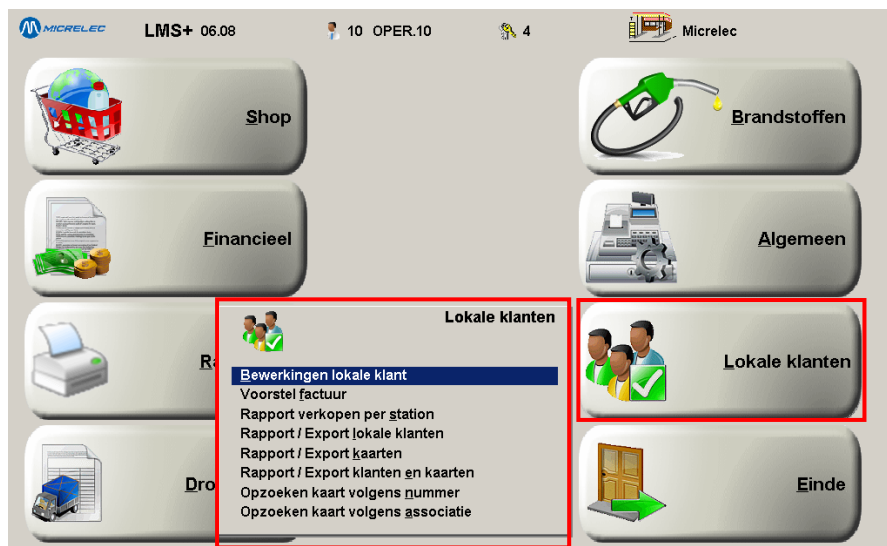 MICRELEC LMS+ 06.08 10 OPER.10 4 Micrelec
Shop
Brandstoffen
Financieel
Algemeen
Lokale klanten
Bewerkingen lokale klant
Voorstel factuur
Rapport verkopen per station
Rapport / Export lokale klanten
Rapport / Export kaarten
Rapport / Export klanten en kaarten
Opzoeken kaart volgens nummer
Opzoeken kaart volgens associatie
Lokale klanten
Einde